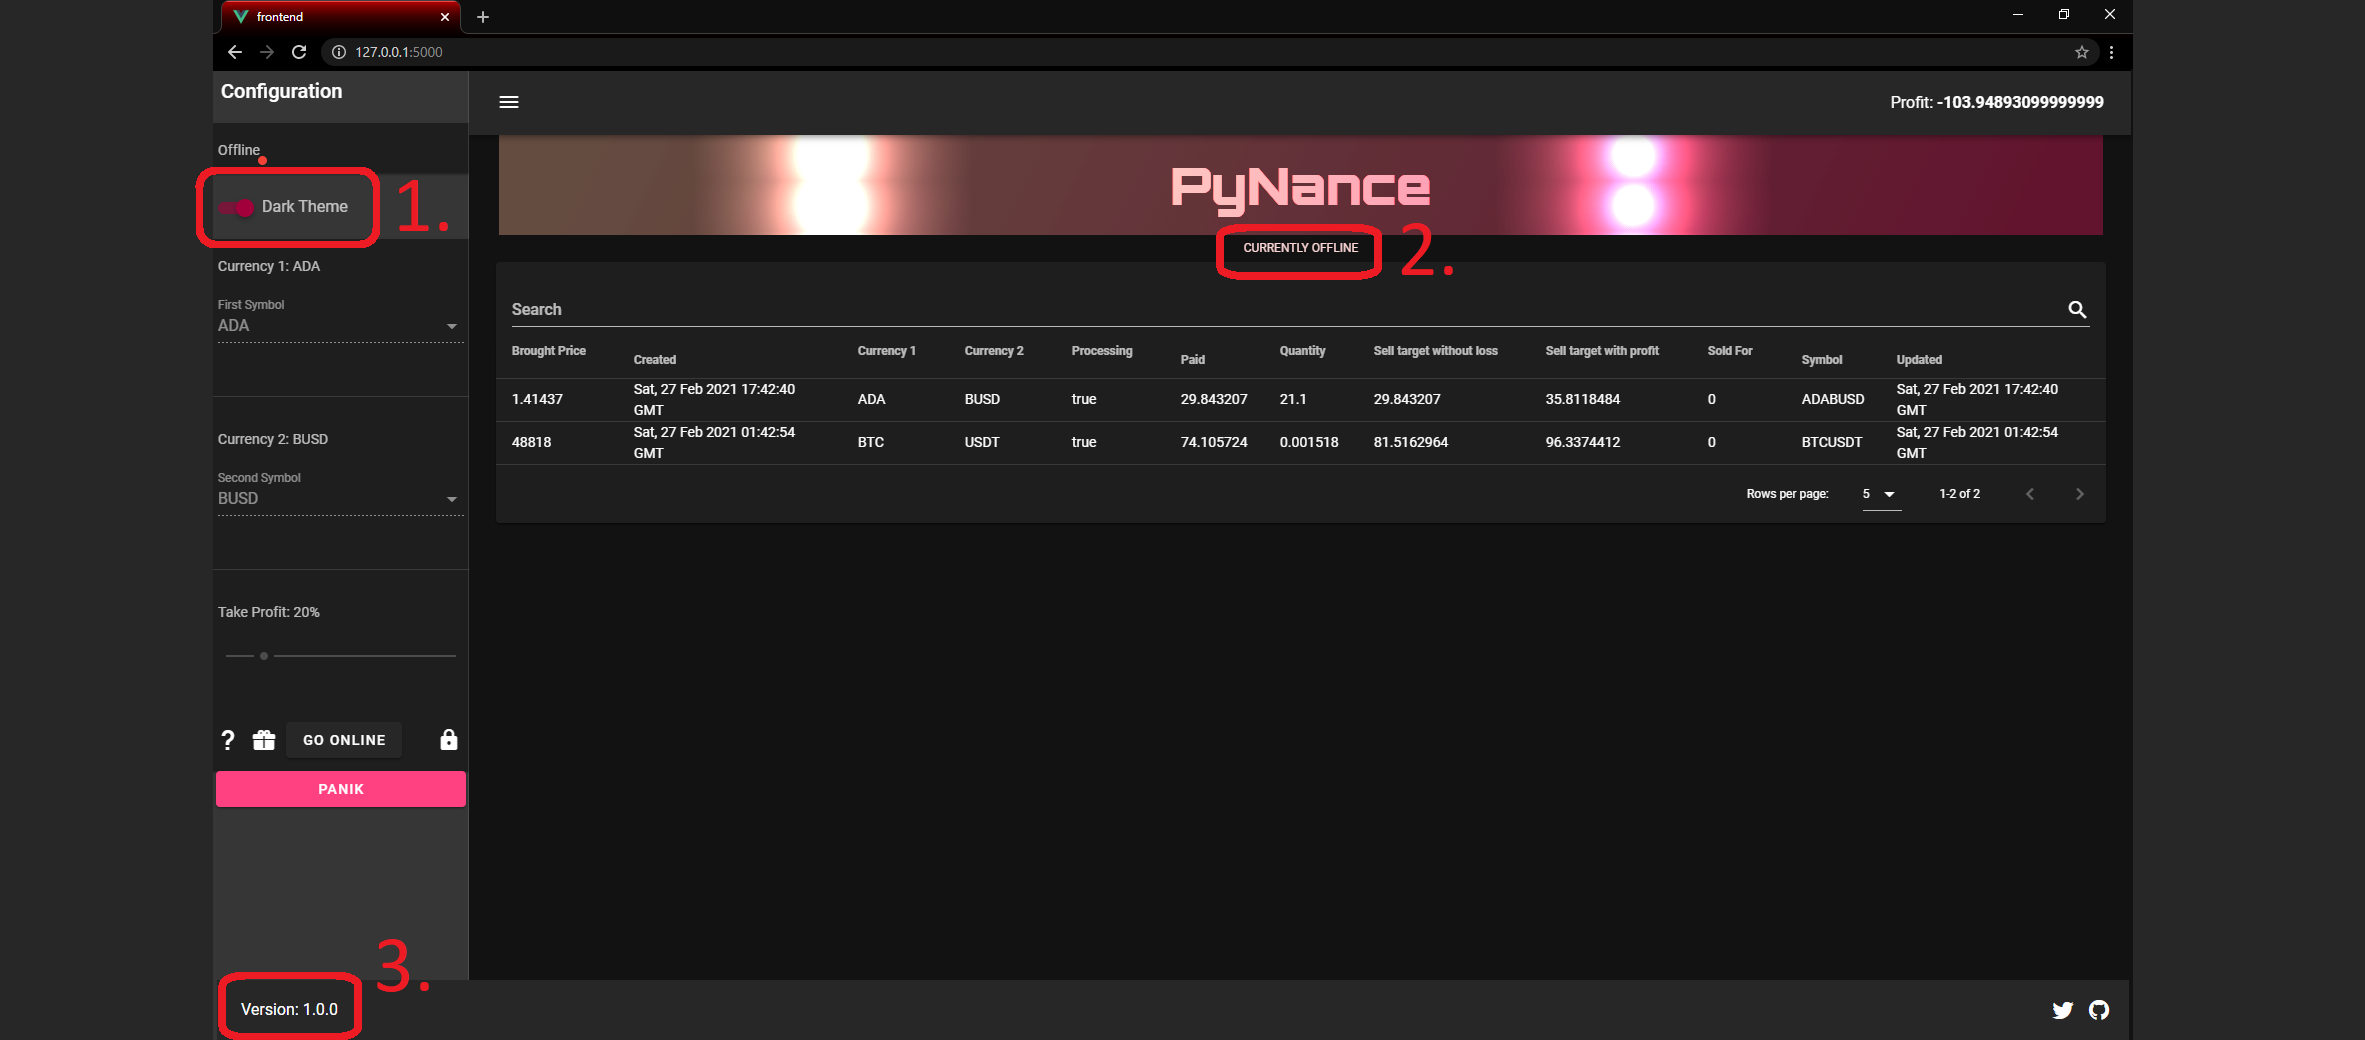 frontend
127.0.0.1:5000
Configuration
Profit: -103.94893099999999
Offline
Dark Theme
1.
PyNance
CURRENTLY OFFLINE
2.
Currency 1: ADA
First Symbol
ADA
Currency 2: BUSD
Second Symbol
BUSD
Take Profit: 20%
? GO ONLINE
PANIK
Search
Brought Price Created Currency 1 Currency 2 Processing Paid Quantity Sell target without loss Sell target with profit Sold For Symbol Updated
1.41437 Sat, 27 Feb 2021 17:42:40 ADA BUSD true 29.843207 21.1 29.843207 35.8118484 0 ADABUSD Sat, 27 Feb 2021 17:42:40
GMT GMT
48818 Sat, 27 Feb 2021 01:42:54 BTC USDT true 74.105724 0.001518 81.5162964 96.3374412 0 BTCUSDT Sat, 27 Feb 2021 01:42:54
GMT GMT
Rows per page: 5 1-2 of 2
3.
Version: 1.0.0